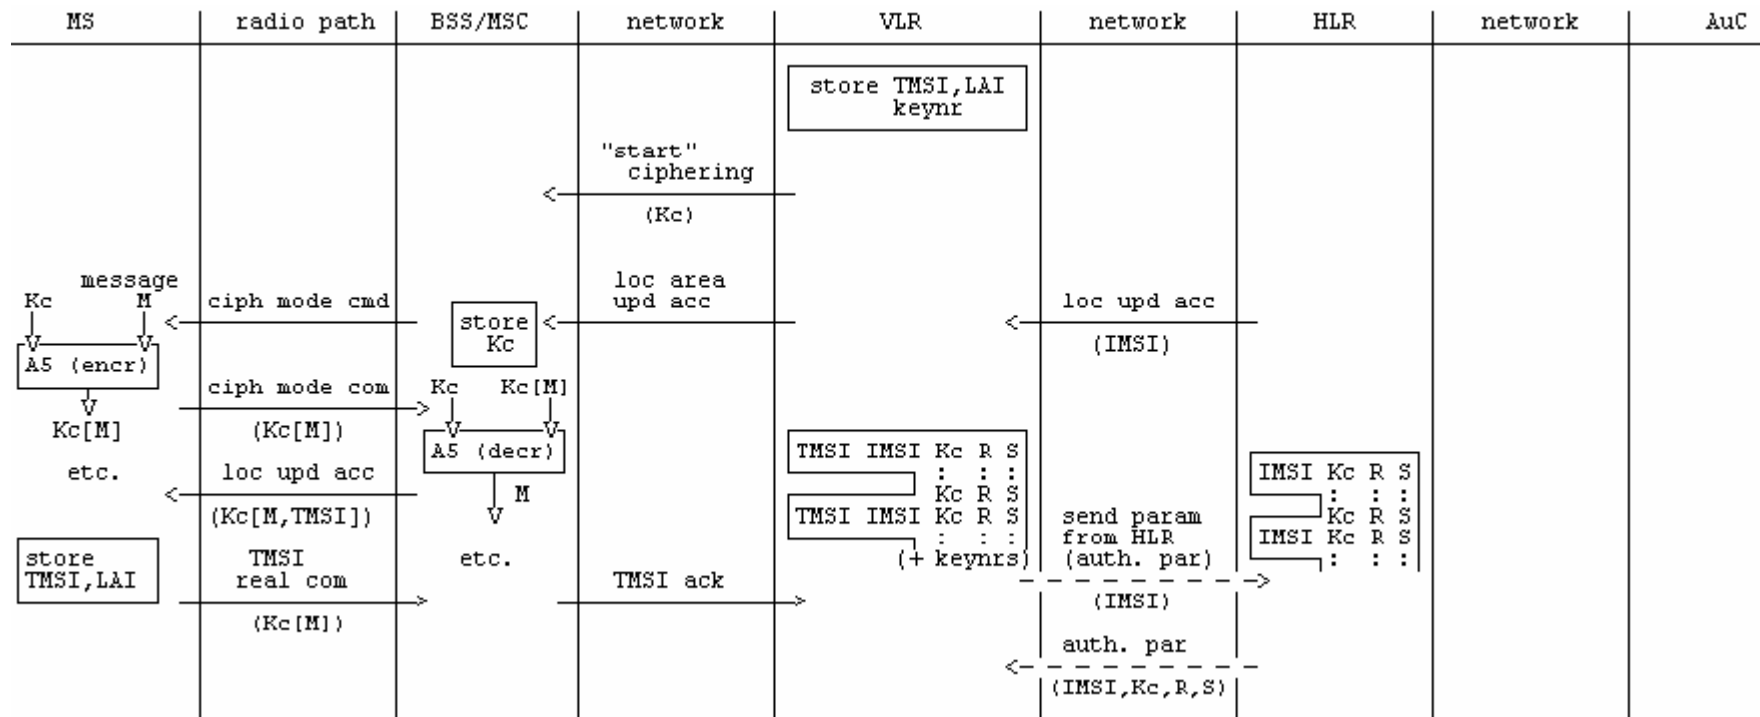 MS radio path BSS/MSC network VLR network HLR network AuC
store TMSI,LAI
keynr
"start"
ciphering
(Kc)
message
Kc M
ciph mode cmd
store
Kc
loc area
upd acc
loc upd acc
(IMSI)
A5 (encr)
Kc[M]
ciph mode com
(Kc[M])
Kc Kc[M]
A5 (decr)
M
etc.
etc.
loc upd acc
(Kc[M,TMSI])
TMSI IMSI Kc R S
: : :
Kc R S
TMSI IMSI Kc R S
: : :
(+ keynrs)
send param
from HLR
(auth. par)
(IMSI)
IMSI Kc R S
: : :
Kc R S
IMSI Kc R S
: : :
store
TMSI,LAI
TMSI
real com
(Kc[M])
TMSI ack
auth. par
(IMSI,Kc,R,S)